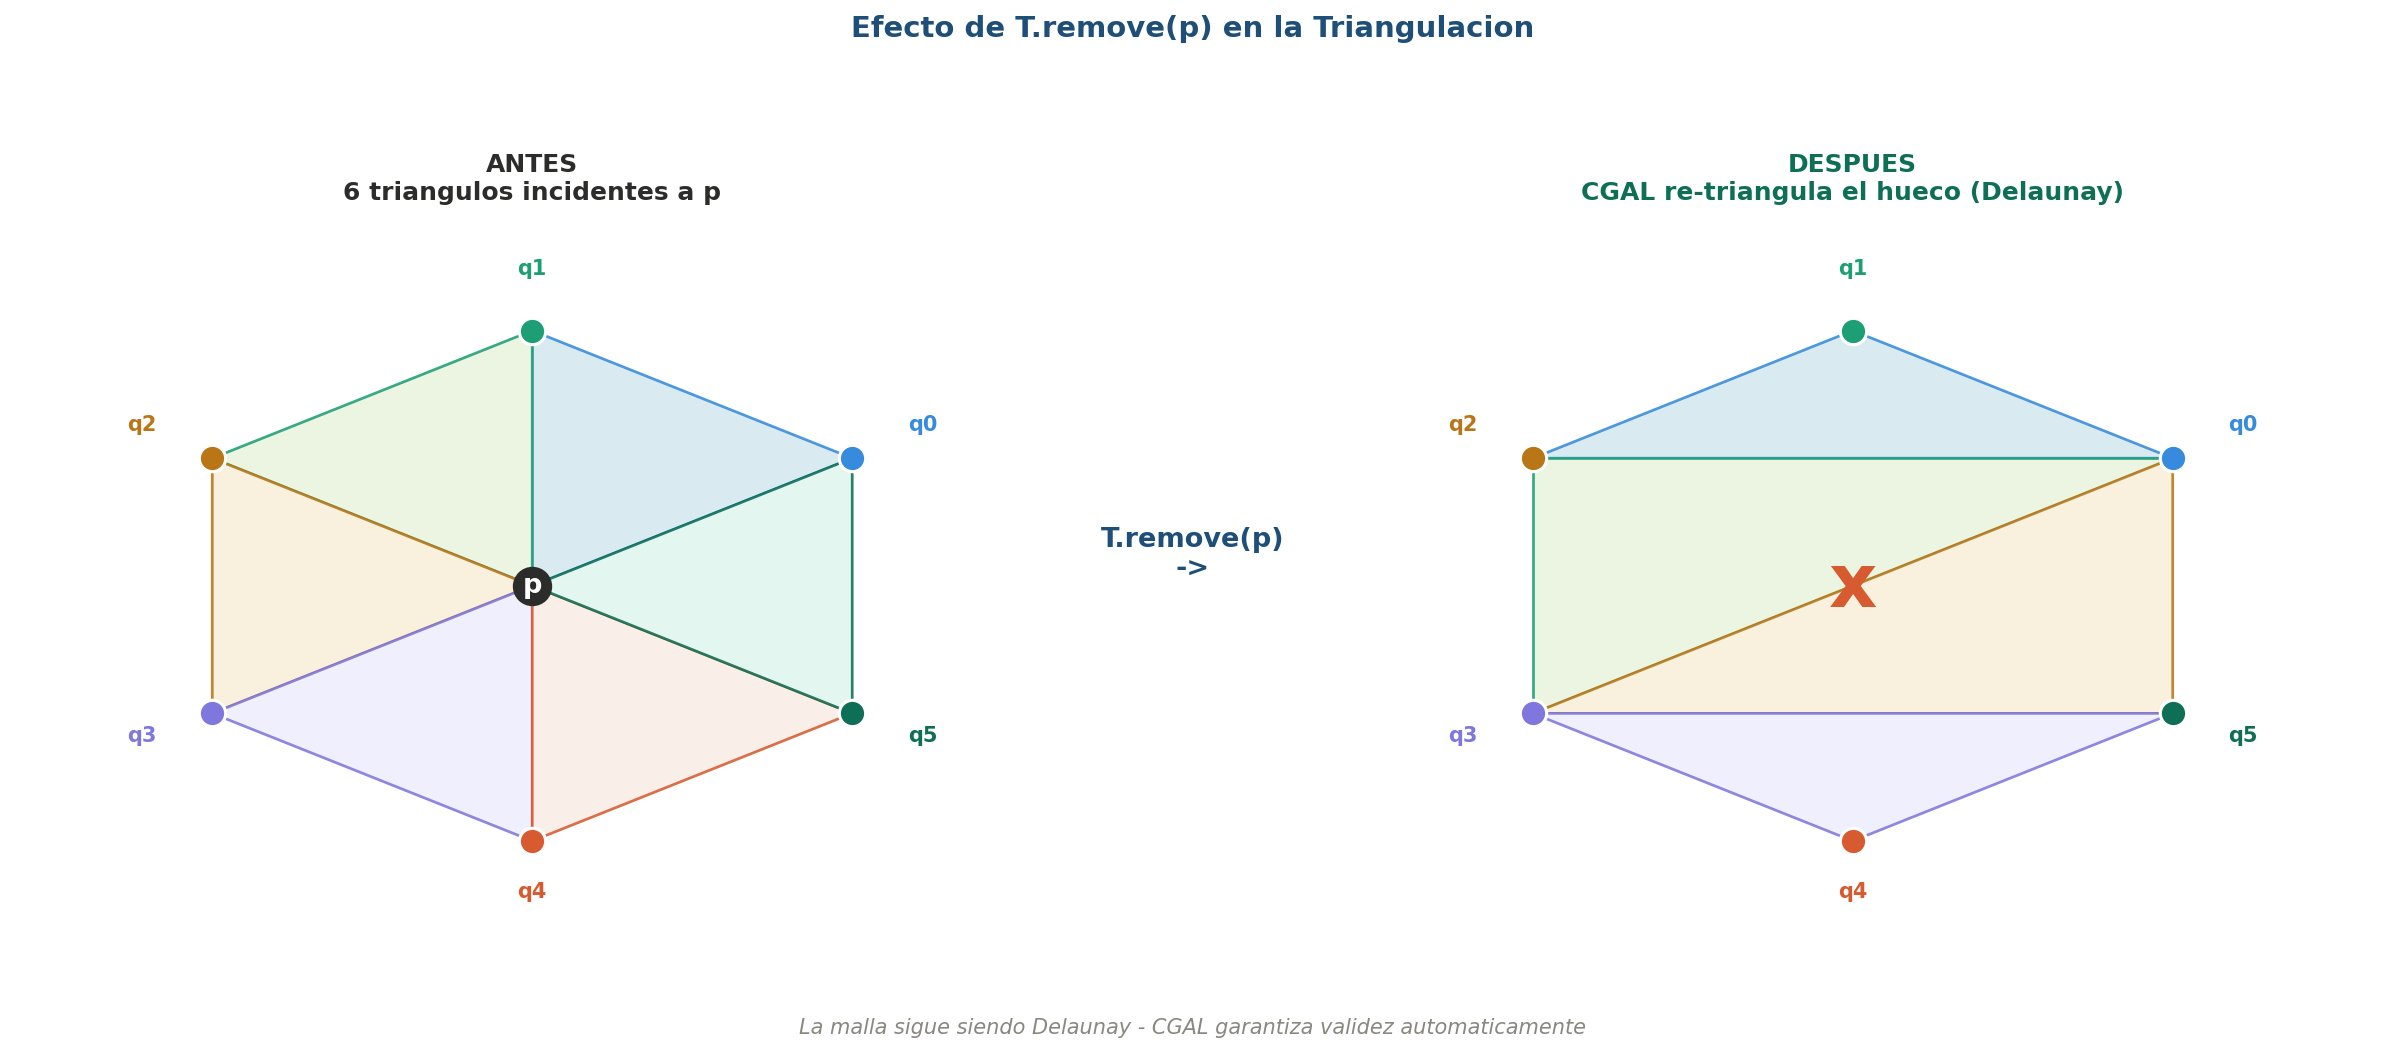 Efecto de T.remove(p) en la Triangulacion
ANTES
6 triangulos incidentes a p
q1
q2
q0
p
q3
q5
q4
T.remove(p)
->
DESPUES
CGAL re-triangula el hueco (Delaunay)
q1
q2
q0
X
q3
q5
q4
La malla sigue siendo Delaunay - CGAL garantiza validez automaticamente